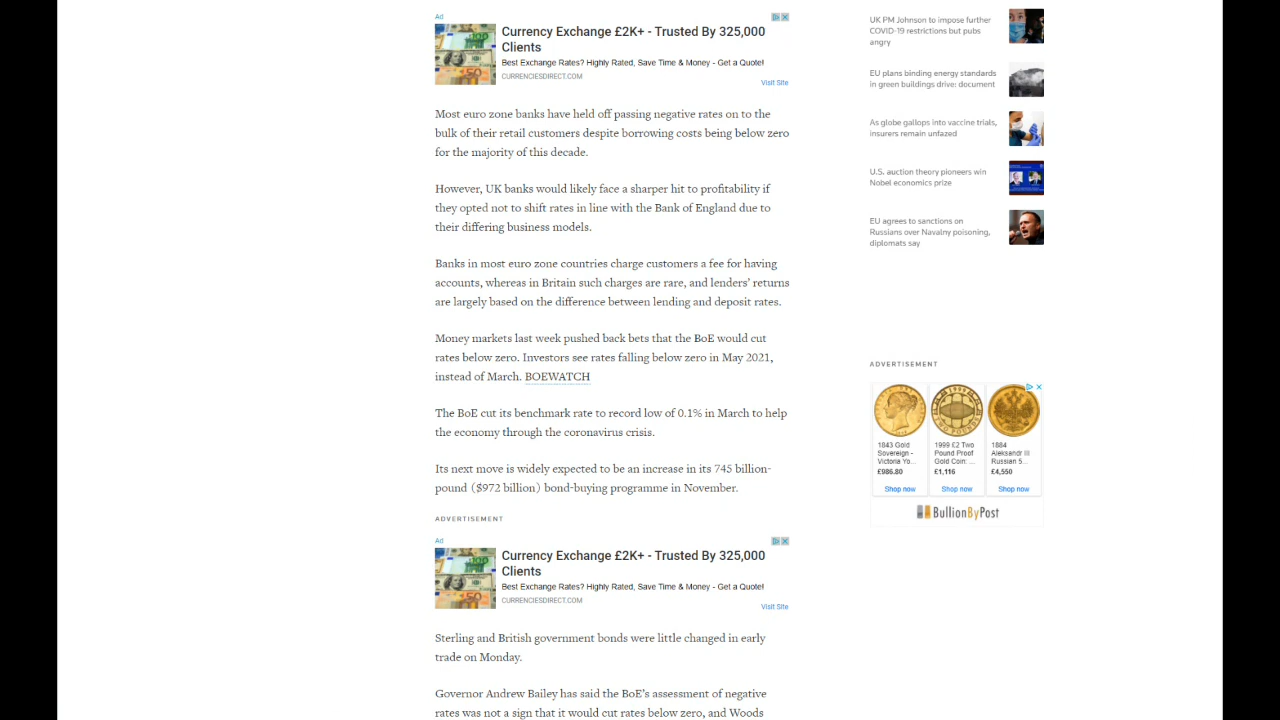 Ad
Currency Exchange £2K+ - Trusted By 325,000
Clients
Best Exchange Rates? Highly Rated, Save Time & Money - Get a Quote!
CURRENCIESDIRECT.COM
Visit Site
Most euro zone banks have held off passing negative rates on to the
bulk of their retail customers despite borrowing costs being below zero
for the majority of this decade.
However, UK banks would likely face a sharper hit to profitability if
they opted not to shift rates in line with the Bank of England due to
their differing business models.
Banks in most euro zone countries charge customers a fee for having
accounts, whereas in Britain such charges are rare, and lenders’ returns
are largely based on the difference between lending and deposit rates.
Money markets last week pushed back bets that the BoE would cut
rates below zero. Investors see rates falling below zero in May 2021,
instead of March. BOEWATCH
The BoE cut its benchmark rate to record low of 0.1% in March to help
the economy through the coronavirus crisis.
Its next move is widely expected to be an increase in its 745 billion-
pound ($972 billion) bond-buying programme in November.
ADVERTISEMENT
Ad
Currency Exchange £2K+ - Trusted By 325,000
Clients
Best Exchange Rates? Highly Rated, Save Time & Money - Get a Quote!
CURRENCIESDIRECT.COM
Visit Site
Sterling and British government bonds were little changed in early
trade on Monday.
Governor Andrew Bailey has said the BoE’s assessment of negative
rates was not a sign that it would cut rates below zero, and Woods
UK PM Johnson to impose further
COVID-19 restrictions but pubs
angry
EU plans binding energy standards
in green buildings drive: document
As globe gallops into vaccine trials,
insurers remain unfazed
U.S. auction theory pioneers win
Nobel economics prize
EU agrees to sanctions on
Russians over Navalny poisoning,
diplomats say
ADVERTISEMENT
1843 Gold
Sovereign -
Victoria Yo...
£986.80
Shop now
1999 £2 Two
Pound Proof
Gold Coin: ...
£1,116
Shop now
1884
Aleksandr III
Russian 5...
£4,550
Shop now
BullionByPost